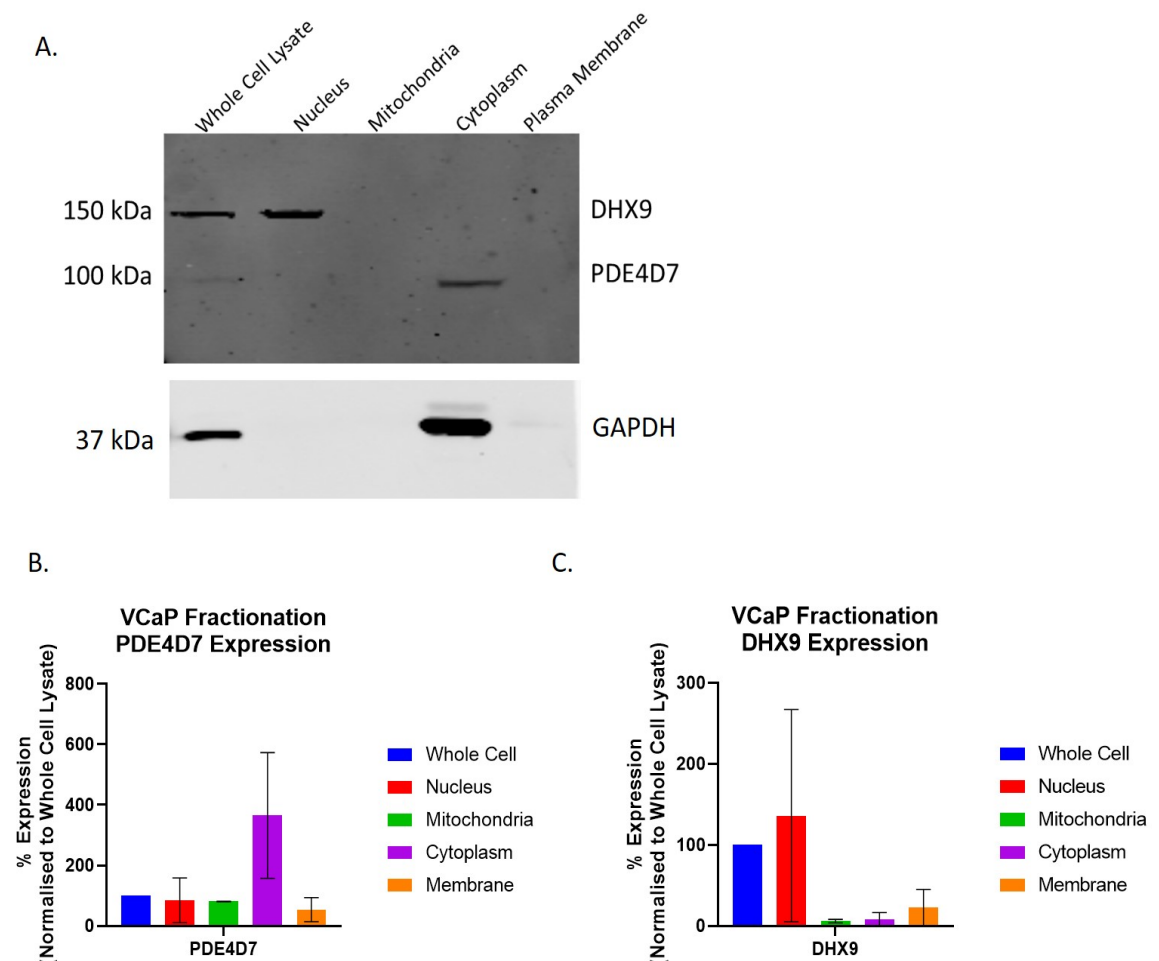 A.
Whole Cell Lysate
Nucleus
Mitochondria
Cytoplasm
Plasma Membrane
150 kDa
DHX9
100 kDa
PDE4D7
37 kDa
GAPDH
B.
VCaP Fractionation
PDE4D7 Expression
% Expression
(Normalised to Whole Cell Lysate)
800
600
400
200
0
PDE4D7
Whole Cell
Nucleus
Mitochondria
Cytoplasm
Membrane
C.
VCaP Fractionation
DHX9 Expression
% Expression
(Normalised to Whole Cell Lysate)
300
200
100
0
DHX9
Whole Cell
Nucleus
Mitochondria
Cytoplasm
Membrane